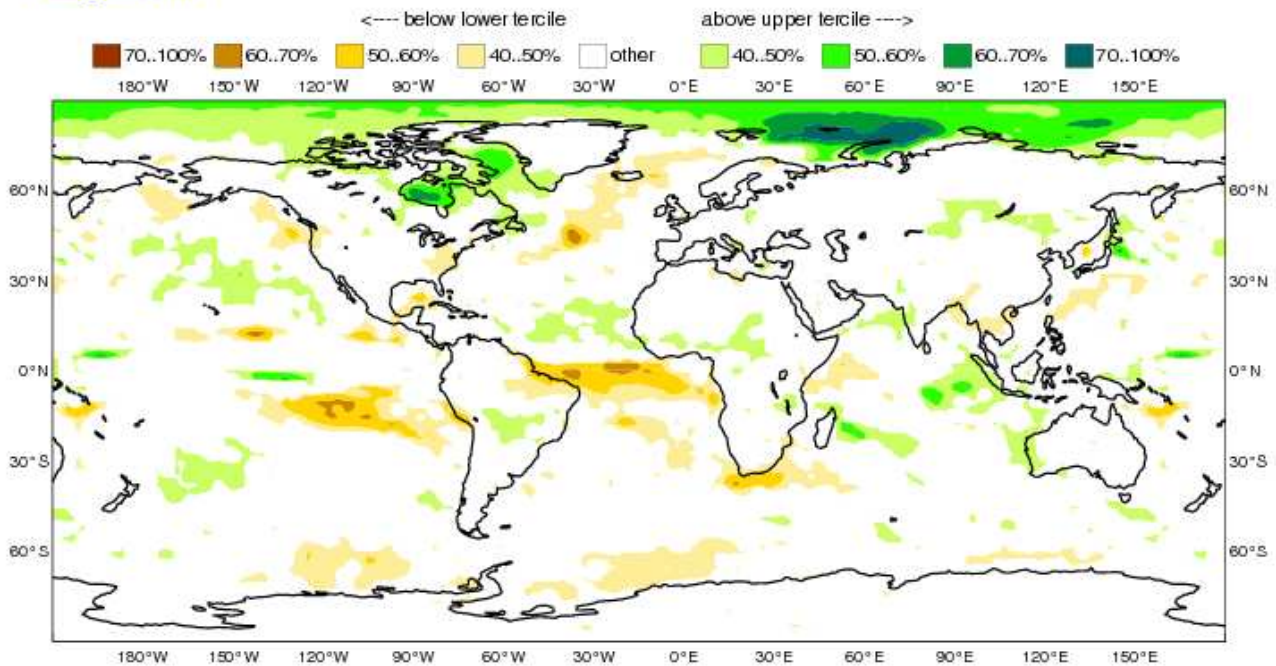 <---- below lower tercile above upper tercile ---->
70..100% 60..70% 50..60% 40..50% other 40..50% 50..60% 60..70% 70..100%
180°W 150°W 120°W 90°W 60°W 30°W 0°E 30°E 60°E 90°E 120°E 150°E
60°N 60°N
30°N 30°N
0°N 0°N
30°S 30°S
60°S 60°S
180°W 150°W 120°W 90°W 60°W 30°W 0°E 30°E 60°E 90°E 120°E 150°E